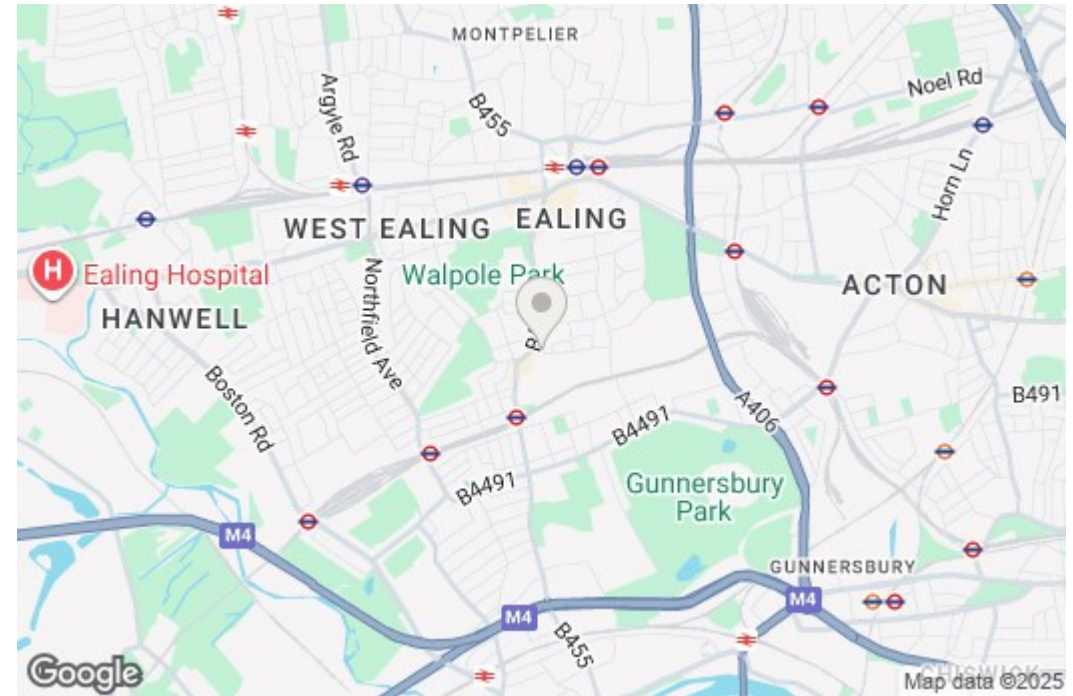 MONTPELIER
Noel Rd
Argyle Rd
B455
Horn Ln
WEST EALING
EALING
H
Ealing Hospital
Walpole Park
ACTON
HANWELL
Northfield Ave
Boston Rd
B491
A406
B4491
B4491
Gunnersbury
Park
M4
GUNNERSBURY
M4
M4
B455
Google
Map data ©2025